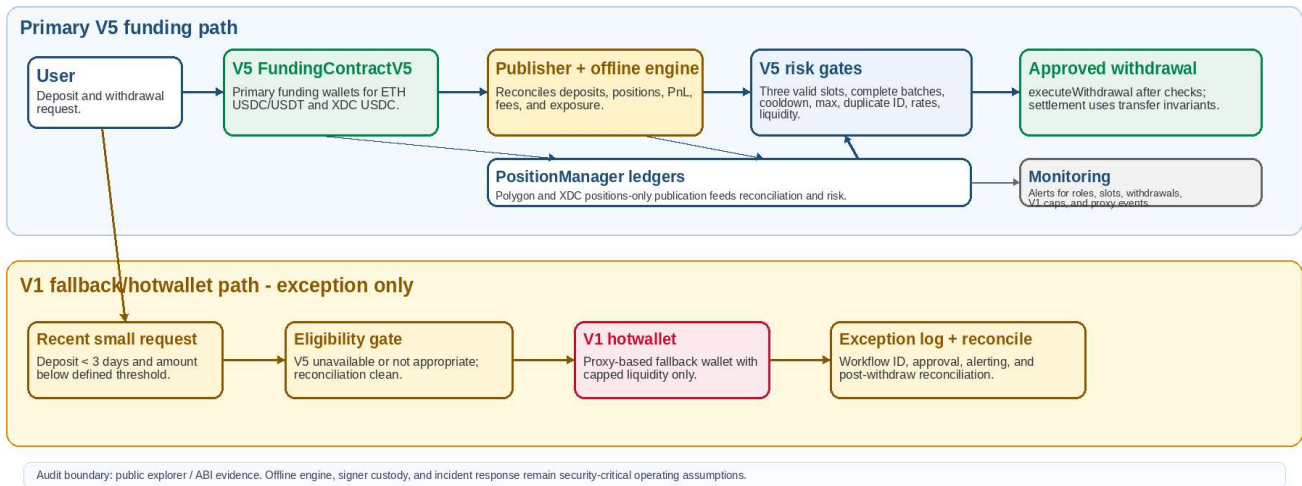 Primary V5 funding path
User
Deposit and withdrawal
request.
V5 FundingContractV5
Primary funding wallets for ETH
USDC/USDT and XDC USDC.
Publisher + offline engine
Reconciles deposits, positions, PnL,
fees, and exposure.
V5 risk gates
Three valid slots, complete batches,
cooldown, max, duplicate ID, rates,
liquidity.
Approved withdrawal
executeWithdrawal after checks;
settlement uses transfer invariants.
PositionManager ledgers
Polygon and XDC positions-only publication feeds reconciliation and risk.
Monitoring
Alerts for roles, slots, withdrawals,
V1 caps, and proxy events.
V1 fallback/hotwallet path - exception only
Recent small request
Deposit < 3 days and amount
below defined threshold.
Eligibility gate
V5 unavailable or not appropriate;
reconciliation clean.
V1 hotwallet
Proxy-based fallback wallet with
capped liquidity only.
Exception log + reconcile
Workflow ID, approval, alerting, and
post-withdraw reconciliation.
Audit boundary: public explorer / ABI evidence. Offline engine, signer custody, and incident response remain security-critical operating assumptions.